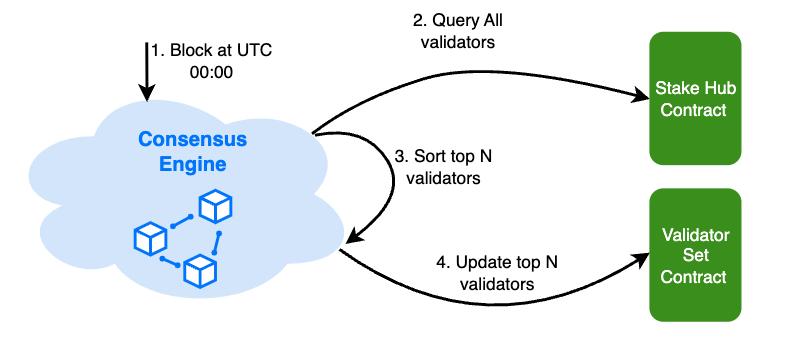 1. Block at UTC
00:00
2. Query All
validators
Stake Hub
Contract
Consensus
Engine
3. Sort top N
validators
Validator
Set
Contract
4. Update top N
validators